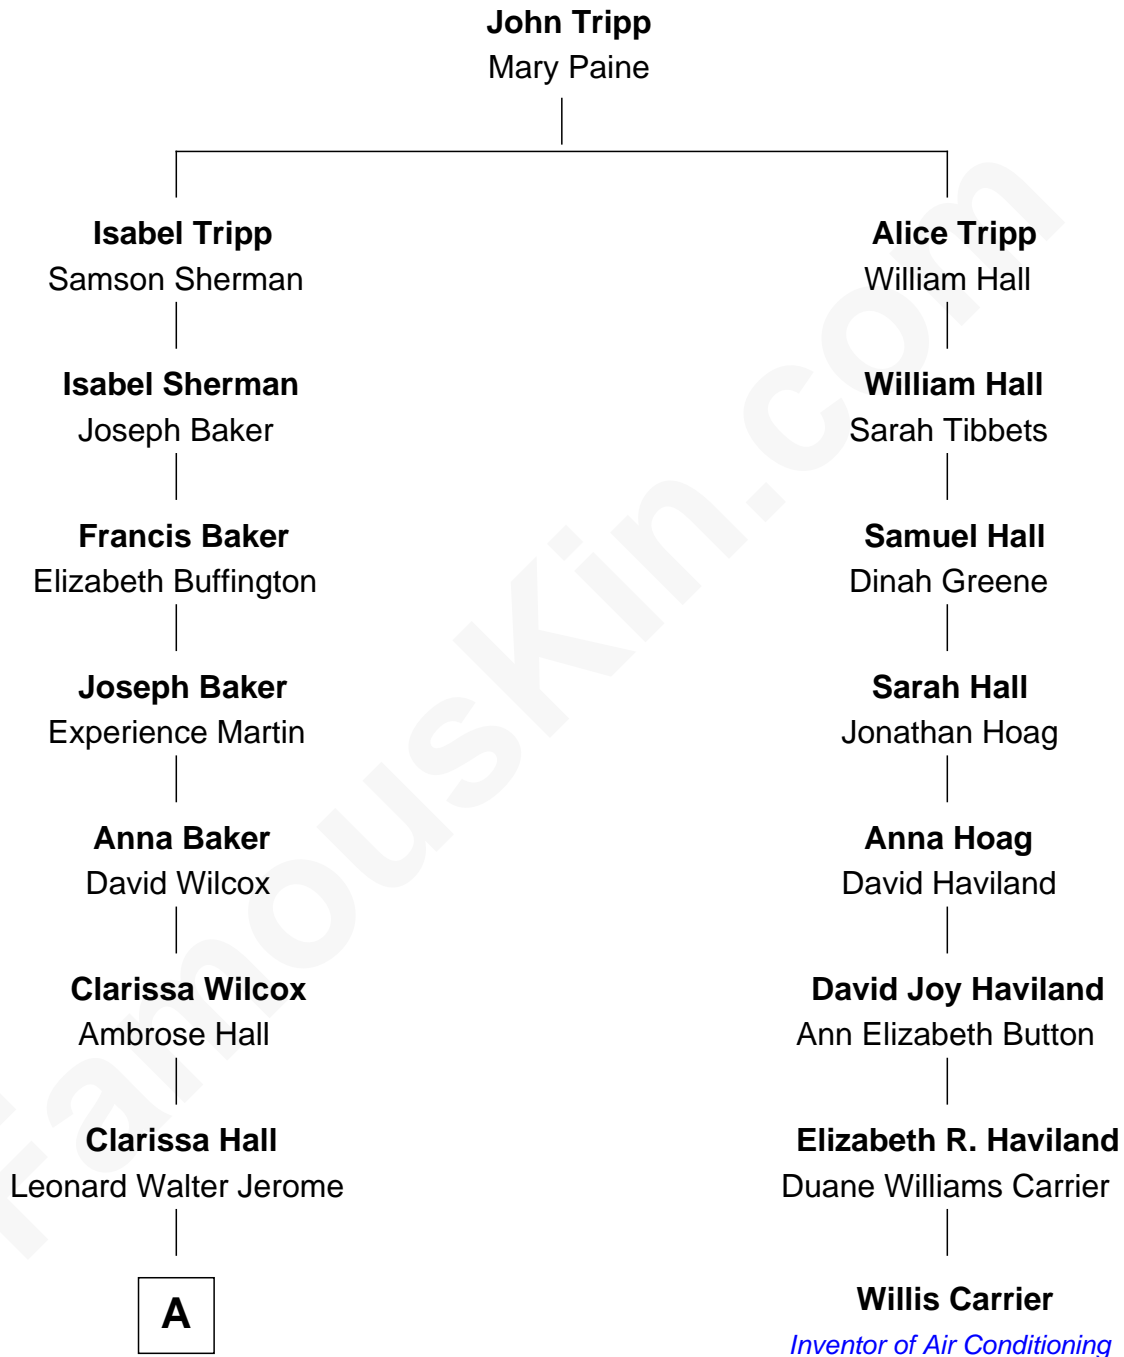 John Tripp
Mary Paine
Isabel Tripp
Samson Sherman
Alice Tripp
William Hall
Isabel Sherman
Joseph Baker
William Hall
Sarah Tibbets
Francis Baker
Elizabeth Buffington
Samuel Hall
Dinah Greene
Joseph Baker
Experience Martin
Sarah Hall
Jonathan Hoag
Anna Baker
David Wilcox
Anna Hoag
David Haviland
Clarissa Wilcox
Ambrose Hall
David Joy Haviland
Ann Elizabeth Button
Clarissa Hall
Leonard Walter Jerome
Elizabeth R. Haviland
Duane Williams Carrier
A
Willis Carrier
Inventor of Air Conditioning
FamousKin.com